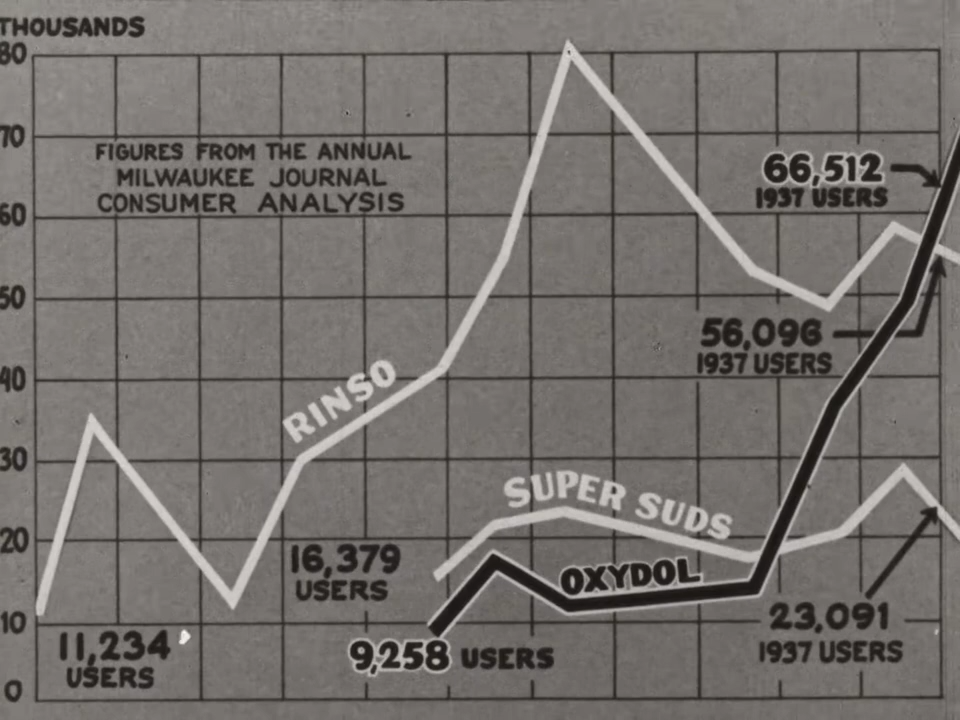 THOUSANDS
80
70
FIGURES FROM THE ANNUAL
MILWAUKEE JOURNAL
CONSUMER ANALYSIS
66,512
1937 USERS
60
50
56,096
1937 USERS
40
RINSO
30
SUPER SUDS
20
16,379
USERS
OXYDOL
10
23,091
1937 USERS
11,234
USERS
9,258 USERS
0